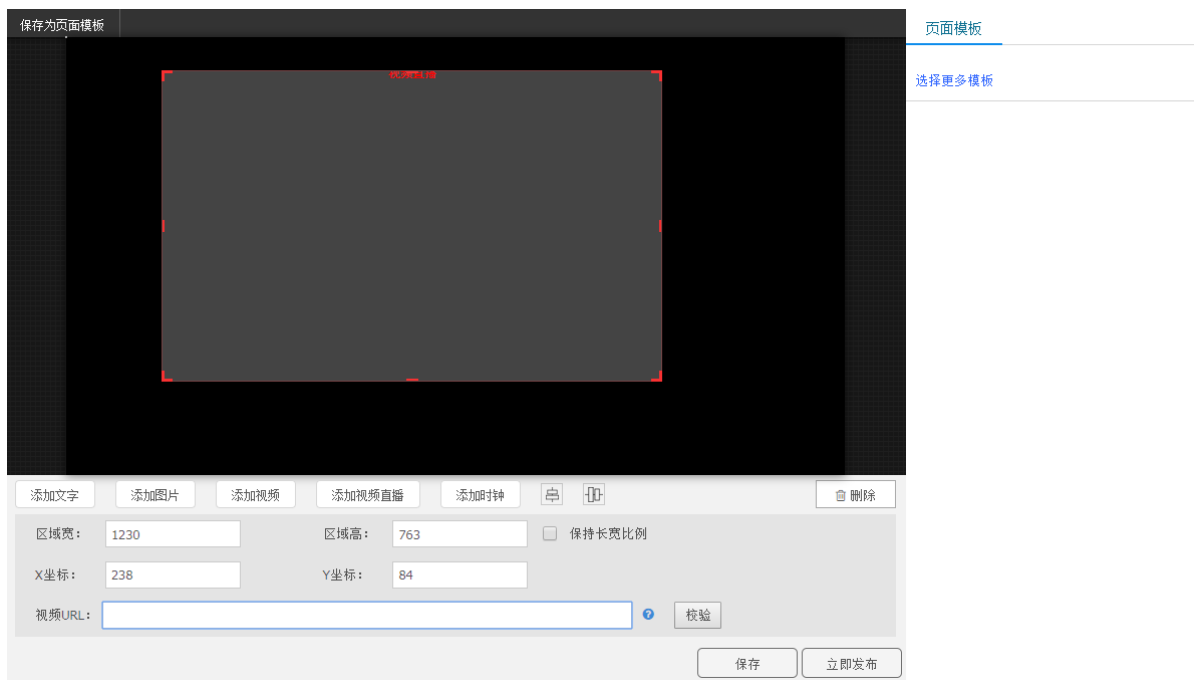 保存为页面模板
页面模板
选择更多模板
视频直播
添加文字 添加图片 添加视频 添加视频直播 添加时钟 删除
区域宽： 1230 区域高： 763 保持长宽比例
X坐标： 238 Y坐标： 84
视频URL： ? 校验
保存 立即发布